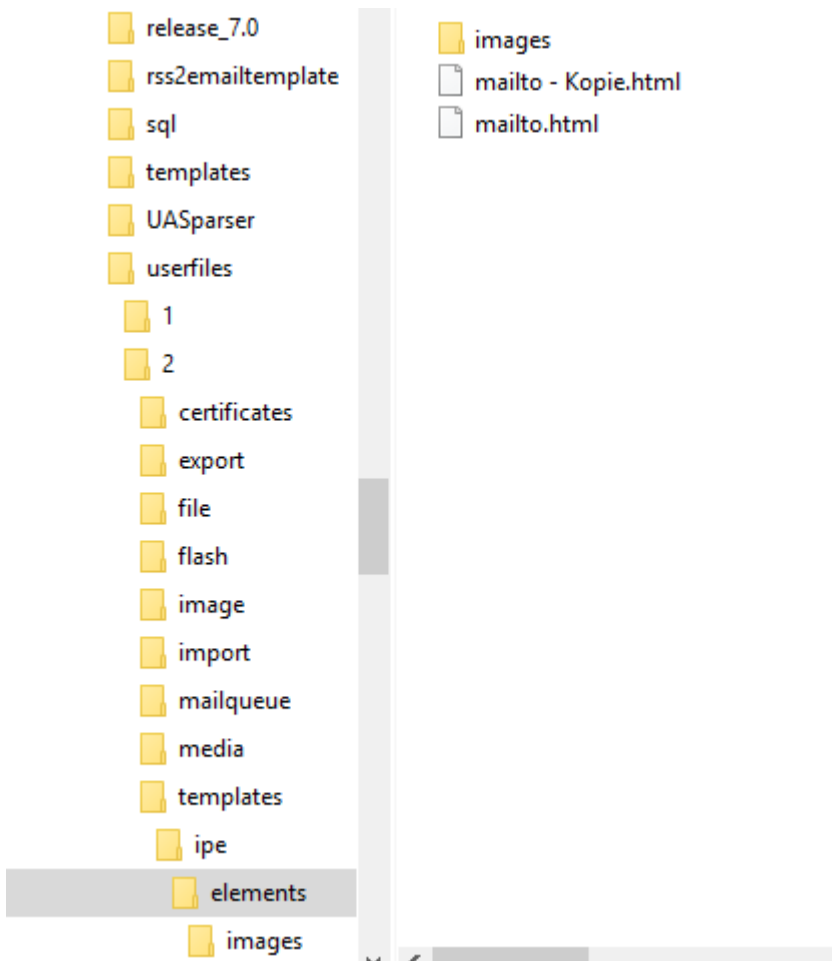 release_7.0
rss2emailtemplate
sql
templates
UASparser
userfiles
1
2
certificates
export
file
flash
image
import
mailqueue
media
templates
ipe
elements
images
images
mailto - Kopie.html
mailto.html